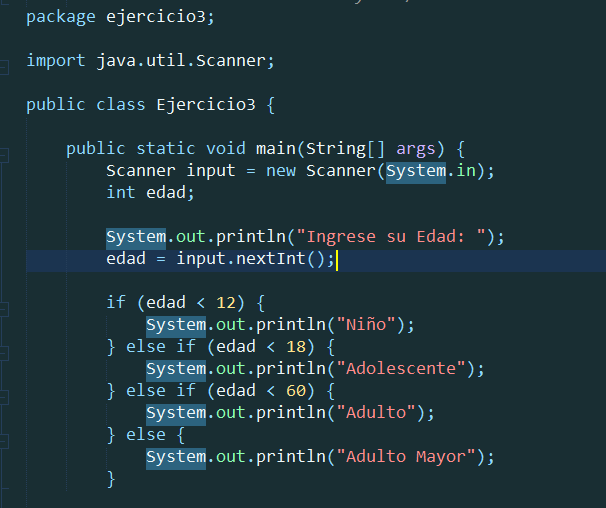 package ejercicio3;
import java.util.Scanner;
public class Ejercicio3 {
public static void main(String[] args) {
Scanner input = new Scanner(System.in);
int edad;
System.out.println("Ingrese su Edad: ");
edad = input.nextInt();
if (edad < 12) {
System.out.println("Niño");
} else if (edad < 18) {
System.out.println("Adolescente");
} else if (edad < 60) {
System.out.println("Adulto");
} else {
System.out.println("Adulto Mayor");
}